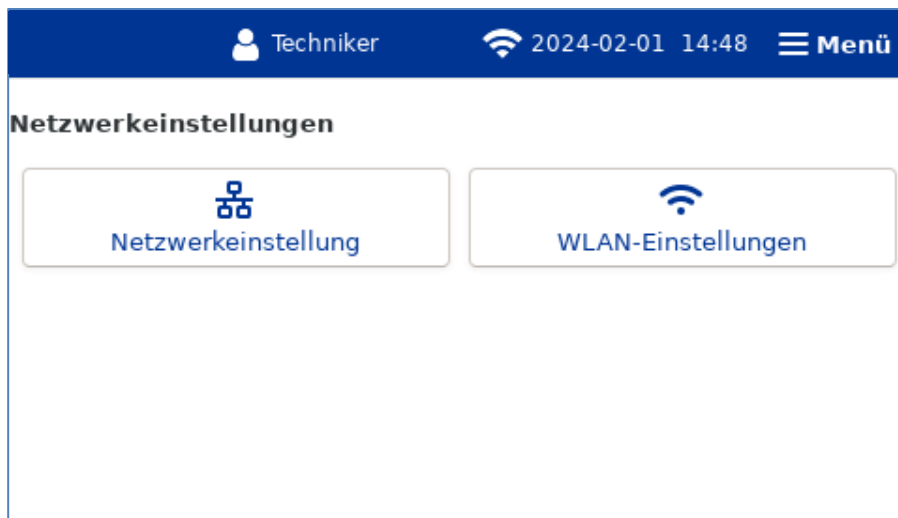 Techniker 2024-02-01 14:48 Menü
Netzwerkeinstellungen
Netzwerkeinstellung WLAN-Einstellungen